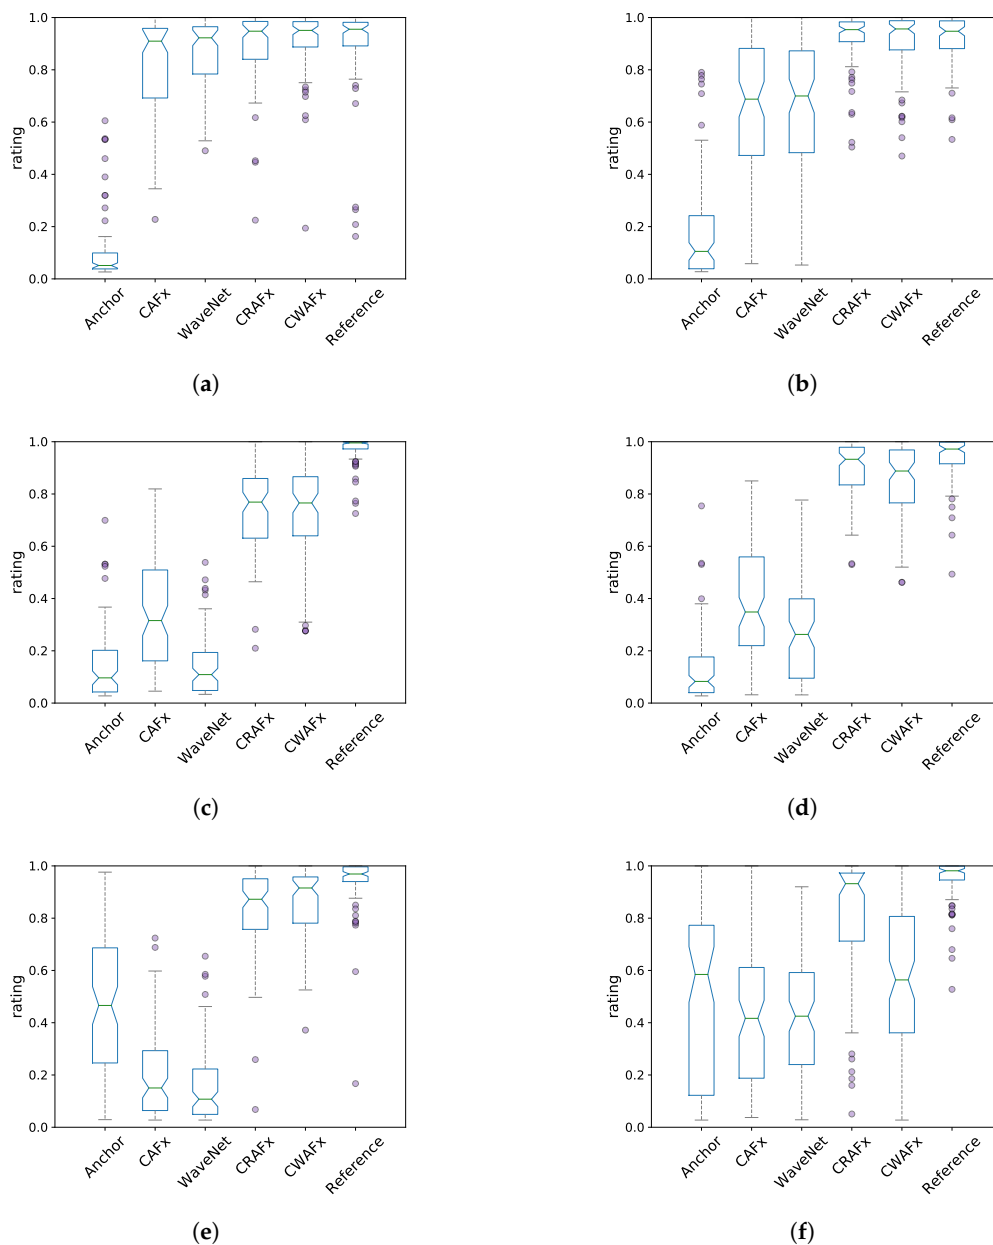 1.0
0.8
0.6
0.4
0.2
0.0
rating
Anchor
CAFx
WaveNet
CRAFx
CWAFx
Reference
(a)
1.0
0.8
0.6
0.4
0.2
0.0
rating
Anchor
CAFx
WaveNet
CRAFx
CWAFx
Reference
(b)
1.0
0.8
0.6
0.4
0.2
0.0
rating
Anchor
CAFx
WaveNet
CRAFx
CWAFx
Reference
(c)
1.0
0.8
0.6
0.4
0.2
0.0
rating
Anchor
CAFx
WaveNet
CRAFx
CWAFx
Reference
(d)
1.0
0.8
0.6
0.4
0.2
0.0
rating
Anchor
CAFx
WaveNet
CRAFx
CWAFx
Reference
(e)
1.0
0.8
0.6
0.4
0.2
0.0
rating
Anchor
CAFx
WaveNet
CRAFx
CWAFx
Reference
(f)